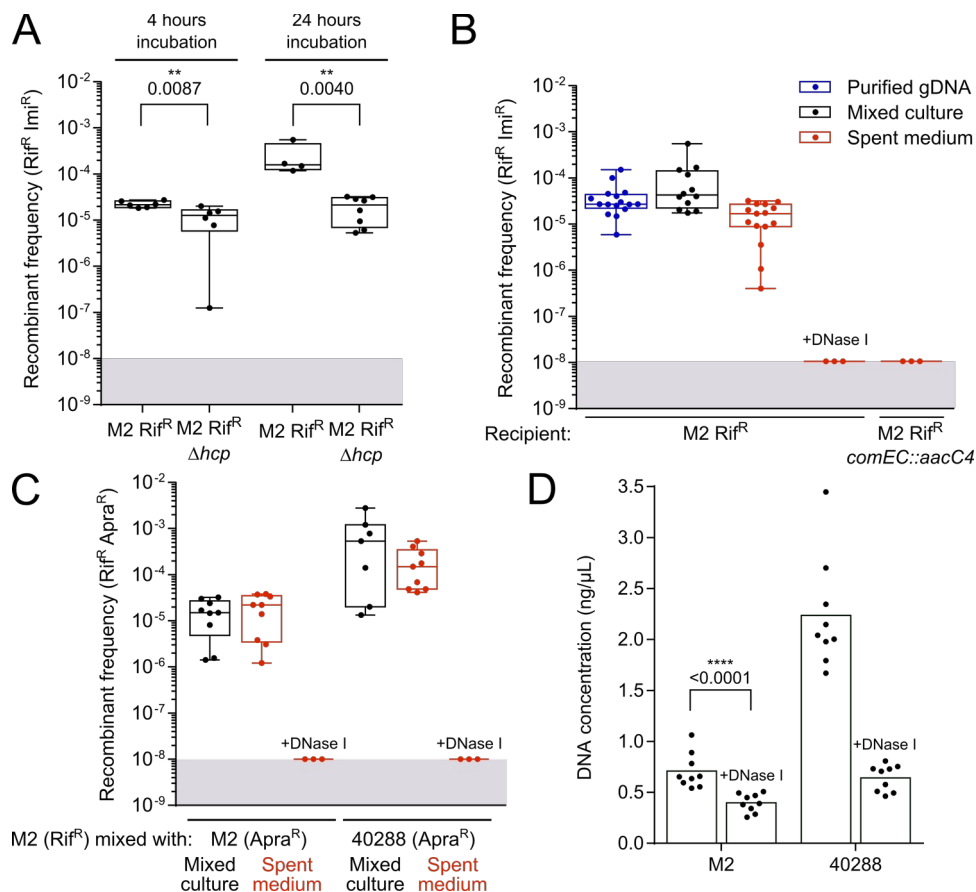 A
4 hours
incubation
24 hours
incubation
**
0.0087
**
0.0040
Recombinant frequency (Rif^R Imi^R)
10^-2
10^-3
10^-4
10^-5
10^-6
10^-7
10^-8
10^-9
M2 Rif^R
M2 Rif^R
Δhcp
M2 Rif^R
M2 Rif^R
Δhcp
B
Purified gDNA
Mixed culture
Spent medium
Recombinant frequency (Rif^R Imi^R)
10^-2
10^-3
10^-4
10^-5
10^-6
10^-7
10^-8
10^-9
+DNase I
Recipient:
M2 Rif^R
M2 Rif^R
comEC::aacC4
C
Recombinant frequency (Rif^R Apra^R)
10^-2
10^-3
10^-4
10^-5
10^-6
10^-7
10^-8
10^-9
+DNase I
+DNase I
M2 (Rif^R) mixed with:
M2 (Apra^R)
40288 (Apra^R)
Mixed
culture
Spent
medium
Mixed
culture
Spent
medium
D
DNA concentration (ng/µL)
3.5
3.0
2.5
2.0
1.5
1.0
0.5
0.0
****
<0.0001
+DNase I
+DNase I
M2
40288